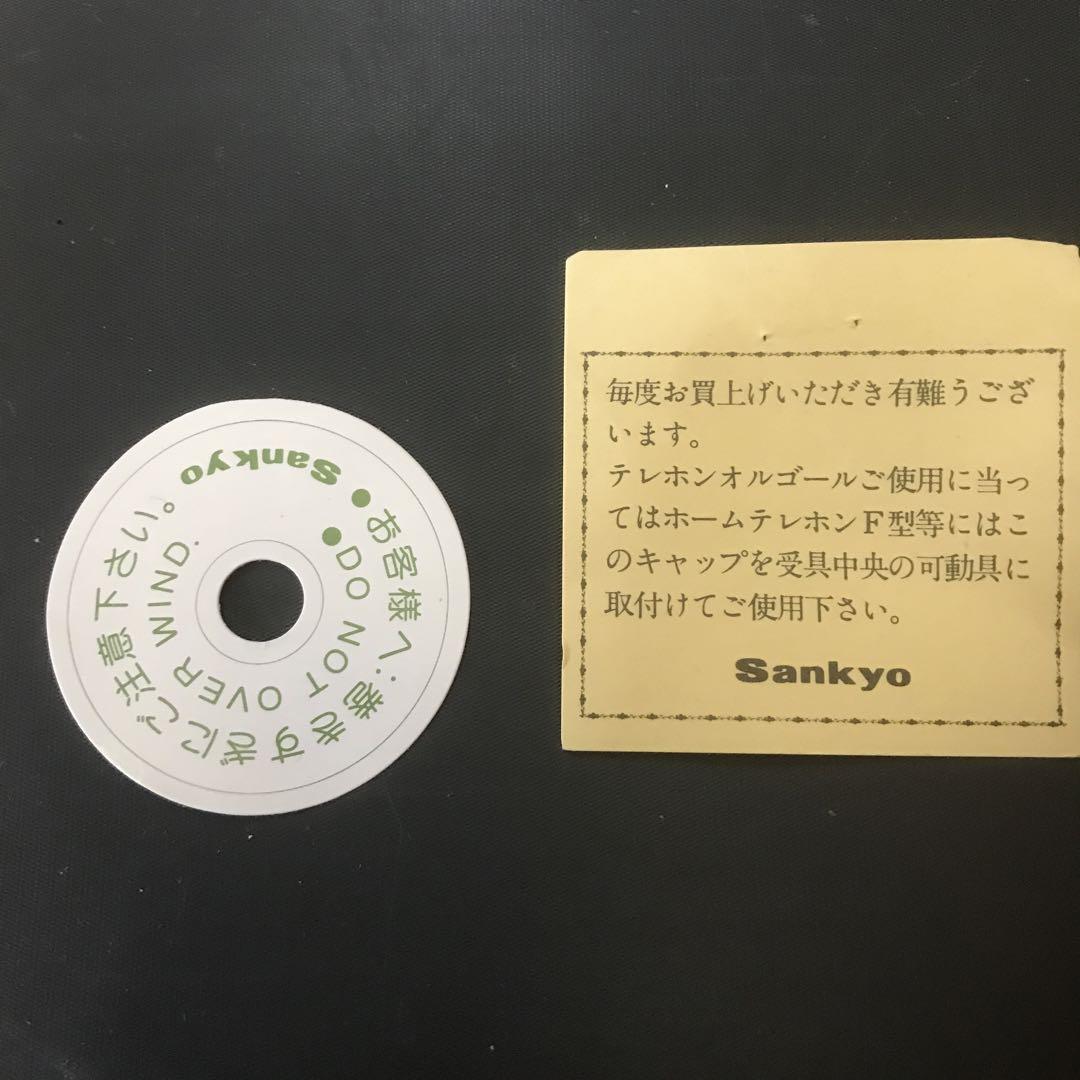 Sankyo
●お客様へ…巻きすぎにご注意下さい。
●DO NOT OVER WIND.
毎度お買上げいただき有難うござ
います。
テレホンオルゴールご使用に当っ
てはホームテレホンF型等にはこ
のキャップを受具中央の可動具に
取付けてご使用下さい。
Sankyo